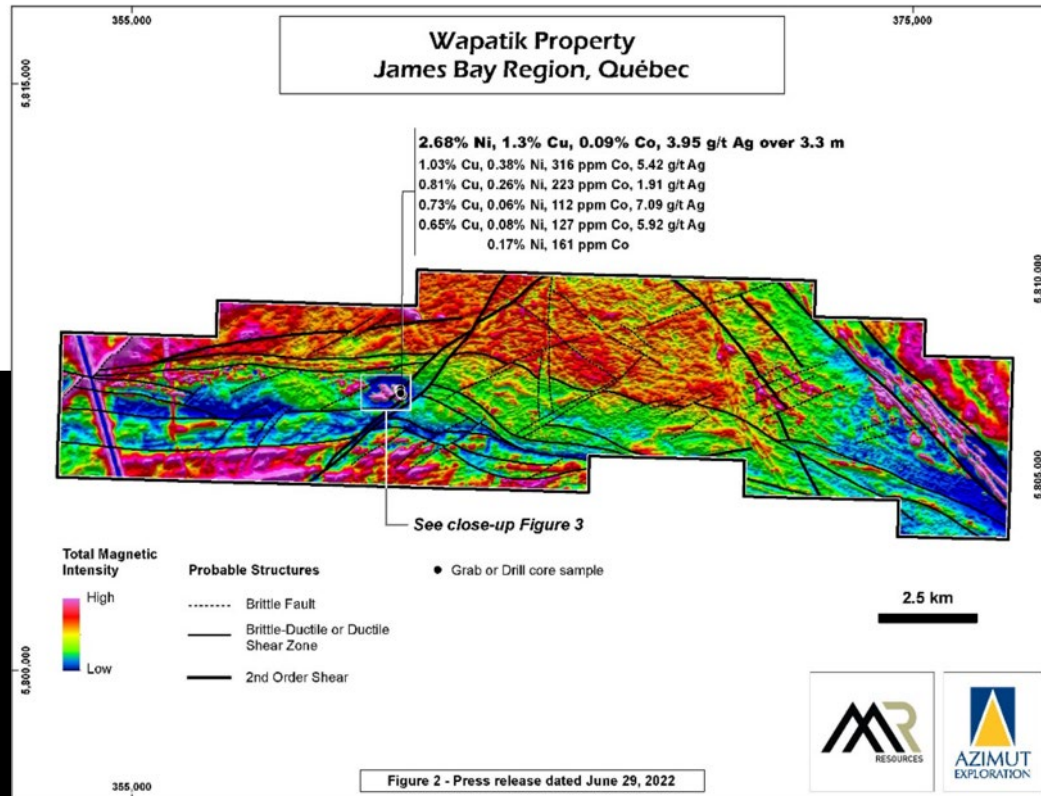 355,000
375,000
Wapatik Property
James Bay Region, Québec
5,815,000
2.68% Ni, 1.3% Cu, 0.09% Co, 3.95 g/t Ag over 3.3 m
1.03% Cu, 0.38% Ni, 316 ppm Co, 5.42 g/t Ag
0.81% Cu, 0.26% Ni, 223 ppm Co, 1.91 g/t Ag
0.73% Cu, 0.06% Ni, 112 ppm Co, 7.09 g/t Ag
0.65% Cu, 0.08% Ni, 127 ppm Co, 5.92 g/t Ag
0.17% Ni, 161 ppm Co
5,810,000
5,805,000
See close-up Figure 3
Total Magnetic
Intensity
High
Low
Probable Structures
Brittle Fault
Brittle-Ductile or Ductile
Shear Zone
2nd Order Shear
Grab or Drill core sample
2.5 km
5,800,000
MR
RESOURCES
AZIMUT
EXPLORATION
355,000
Figure 2 - Press release dated June 29, 2022